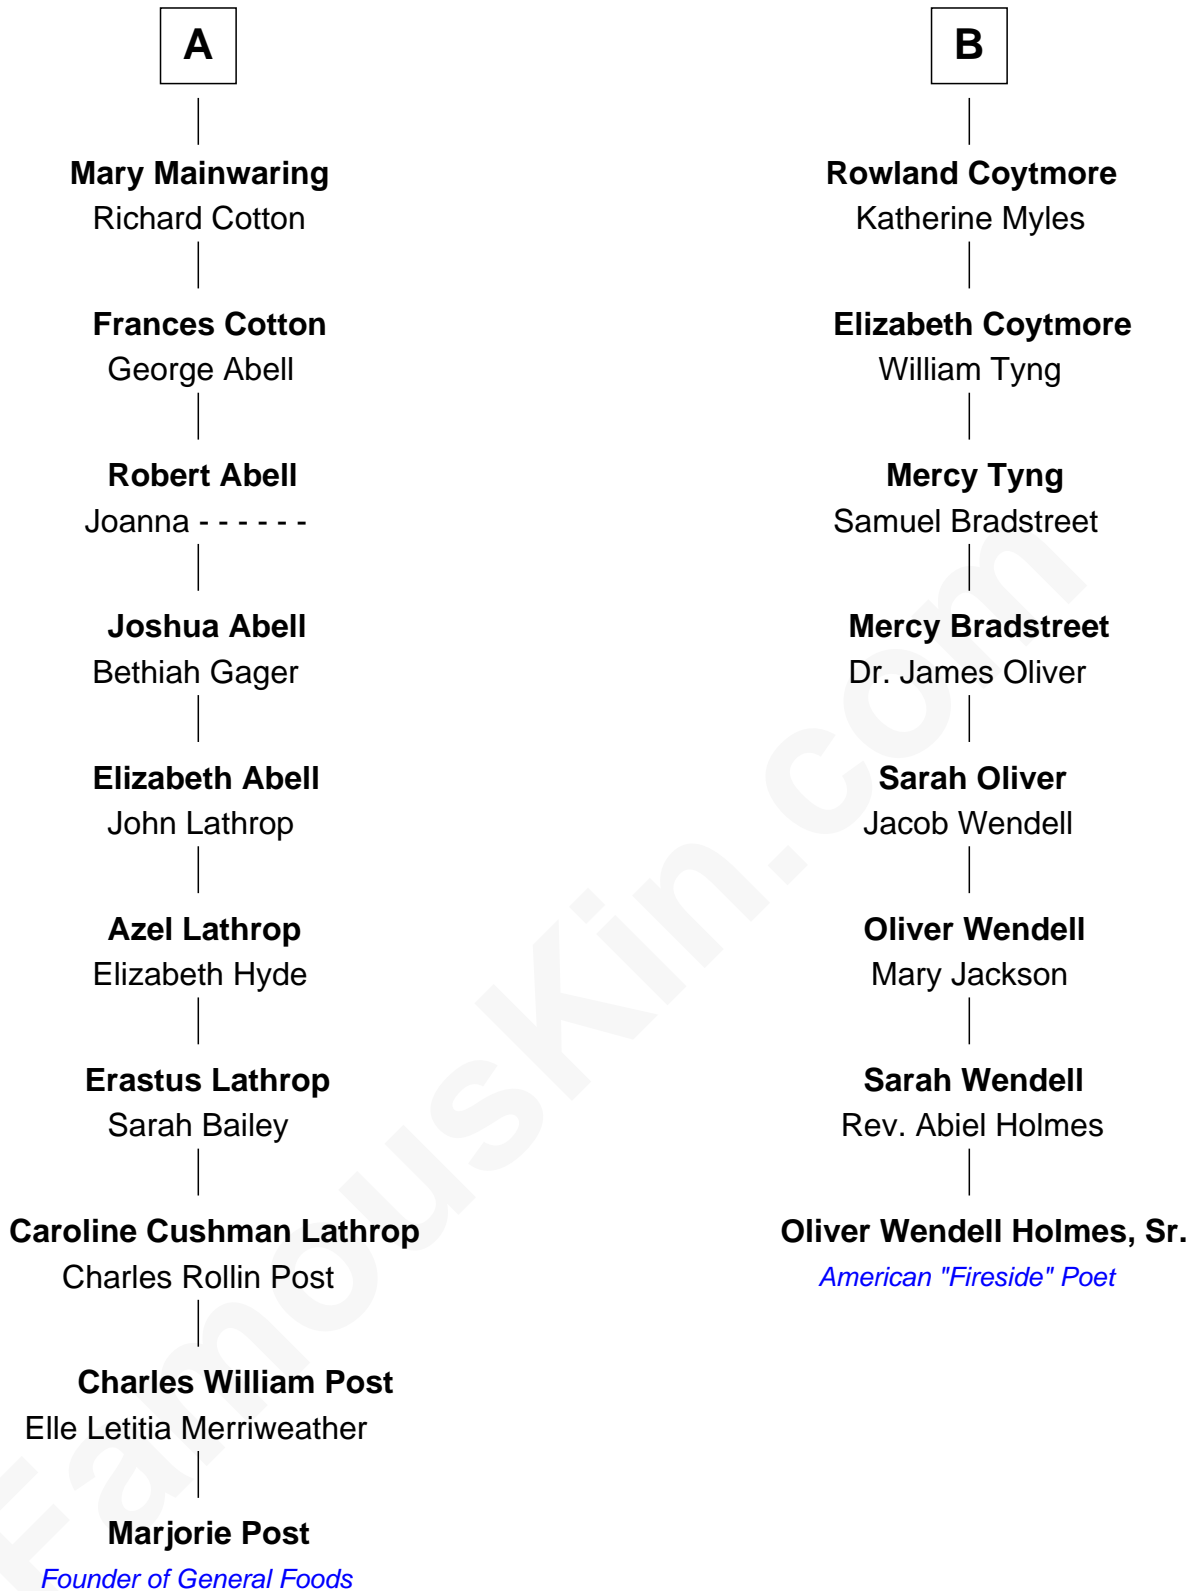 A
Mary Mainwaring
Richard Cotton
Frances Cotton
George Abell
Robert Abell
Joanna - - - - - -
Joshua Abell
Bethiah Gager
Elizabeth Abell
John Lathrop
Azel Lathrop
Elizabeth Hyde
Erastus Lathrop
Sarah Bailey
Caroline Cushman Lathrop
Charles Rollin Post
Charles William Post
Elle Letitia Merriweather
Marjorie Post
Founder of General Foods
B
Rowland Coytmore
Katherine Myles
Elizabeth Coytmore
William Tyng
Mercy Tyng
Samuel Bradstreet
Mercy Bradstreet
Dr. James Oliver
Sarah Oliver
Jacob Wendell
Oliver Wendell
Mary Jackson
Sarah Wendell
Rev. Abiel Holmes
Oliver Wendell Holmes, Sr.
American "Fireside" Poet
FamousKin.com